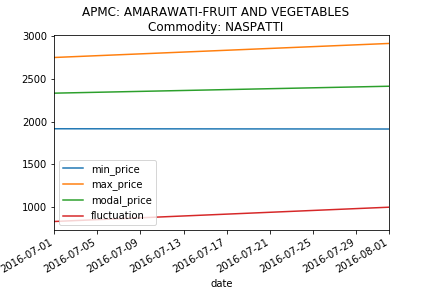 APMC: AMARAWATI-FRUIT AND VEGETABLES
Commodity: NASPATTI
3000
2500
2000
1500
1000
min_price
max_price
modal_price
fluctuation
2016-07-01
2016-07-05
2016-07-09
2016-07-13
2016-07-17
2016-07-21
2016-07-25
2016-07-29
2016-08-01
date